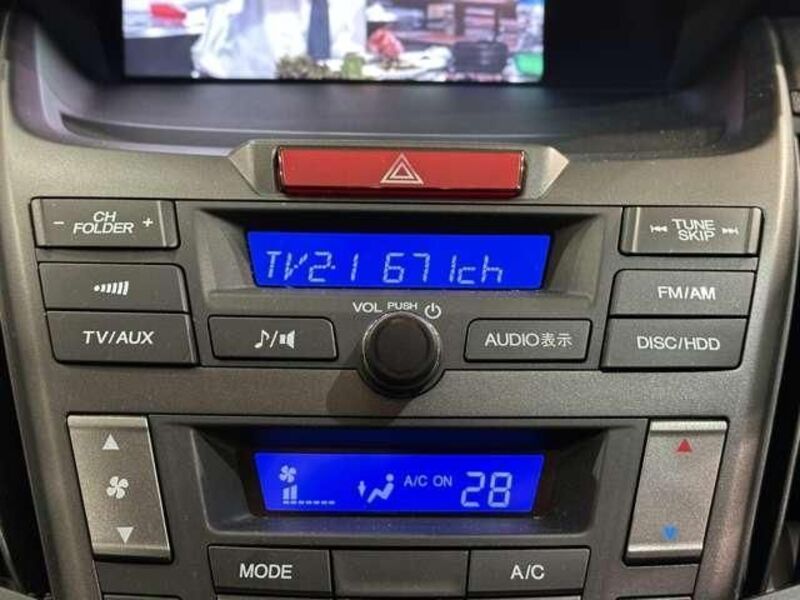 - CH +
FOLDER
TV2-1 671ch
TUNE
SKIP
VOL PUSH
FM/AM
TV/AUX
AUDIO表示
DISC/HDD
A/C ON 28
MODE
A/C